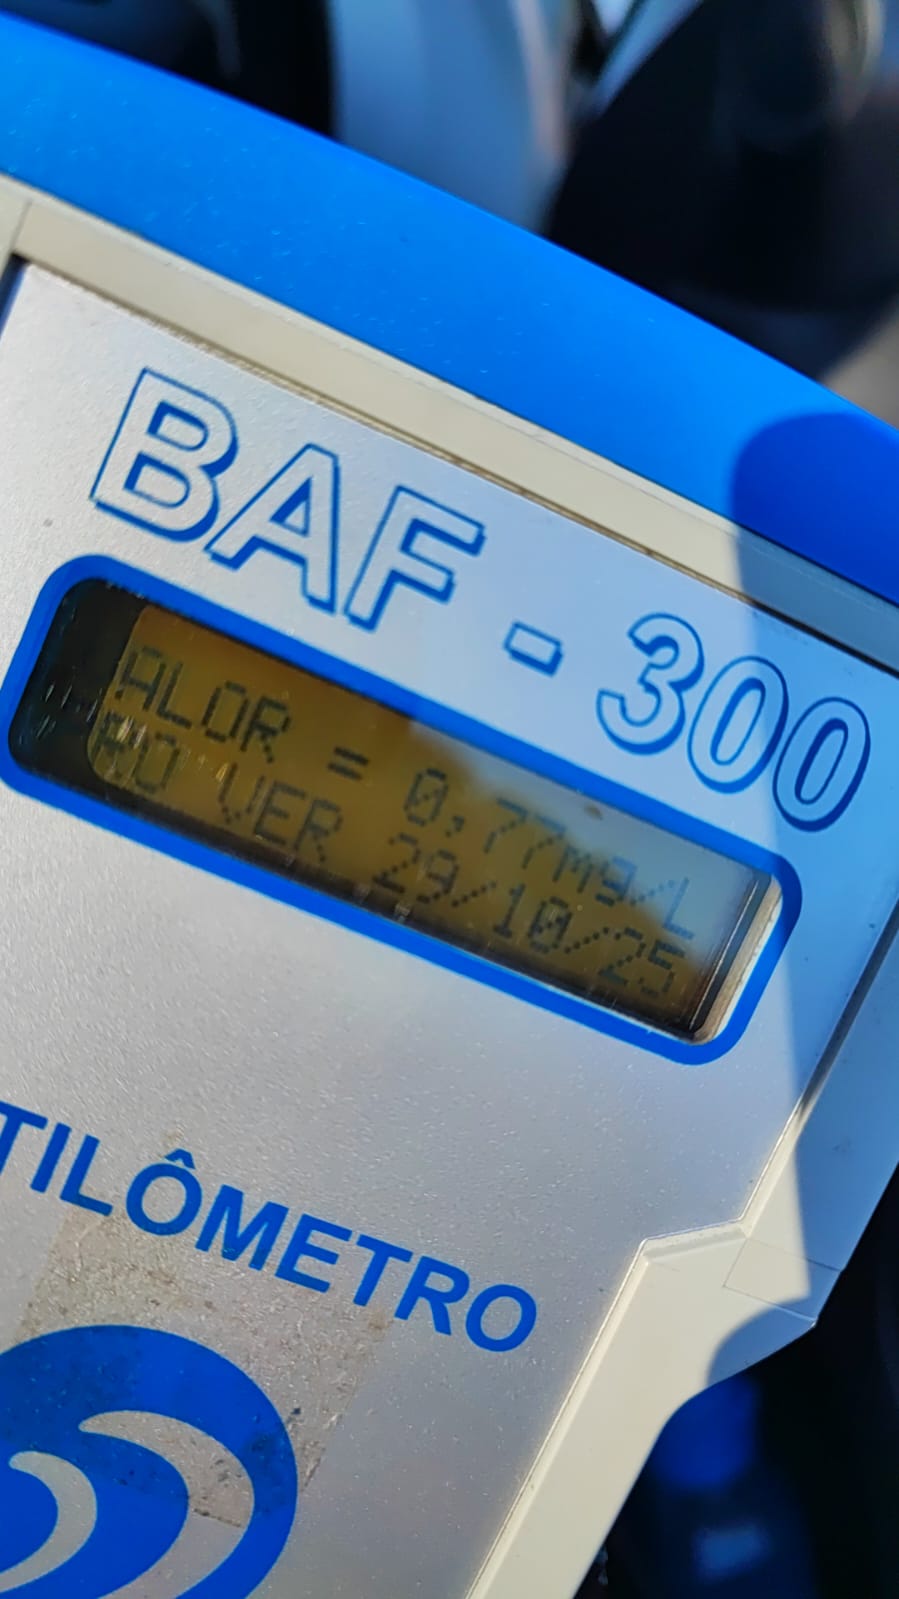 BAF - 300
ALOR = 0,77mg/L
VER 29/10/25
TILÔMETRO